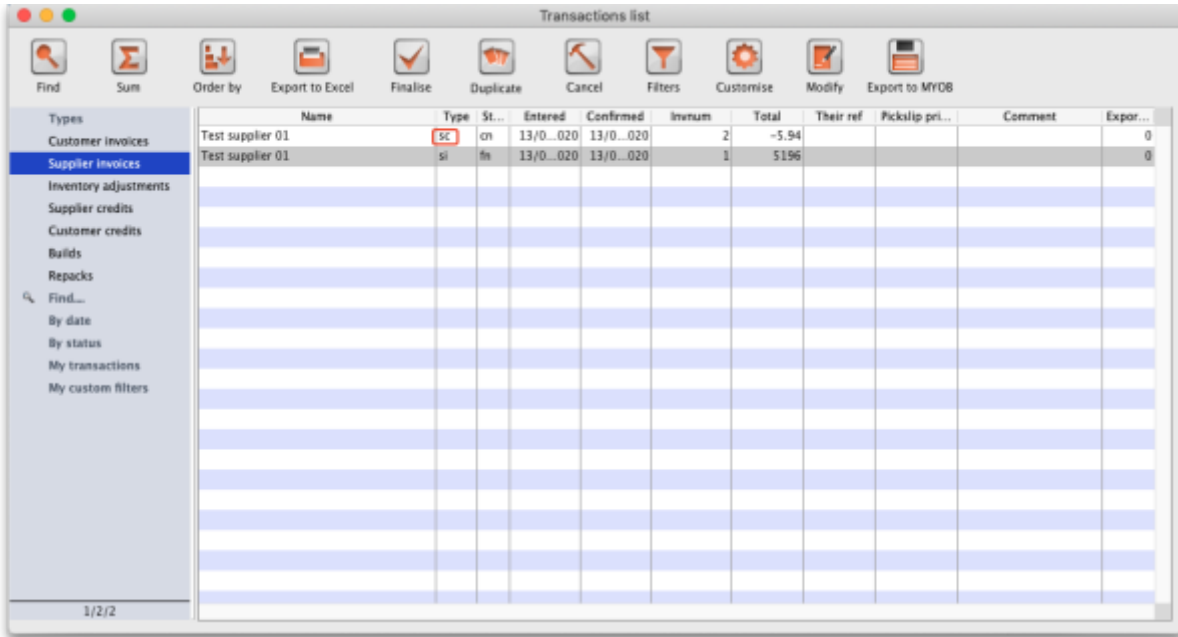 Transactions list
Find Sum Order by Export to Excel Finalise Duplicate Cancel Filters Customise Modify Export to MYOB
Types
Customer invoices
Supplier invoices
Inventory adjustments
Supplier credits
Customer credits
Builds
Repacks
Find...
By date
By status
My transactions
My custom filters
1/2/2
Name Type St... Entered Confirmed Invnum Total Their ref Pickslip pri... Comment Expor...
Test supplier 01 sc cn 13/0...020 13/0...020 2 -5.94 0
Test supplier 01 si fn 13/0...020 13/0...020 1 5196 0